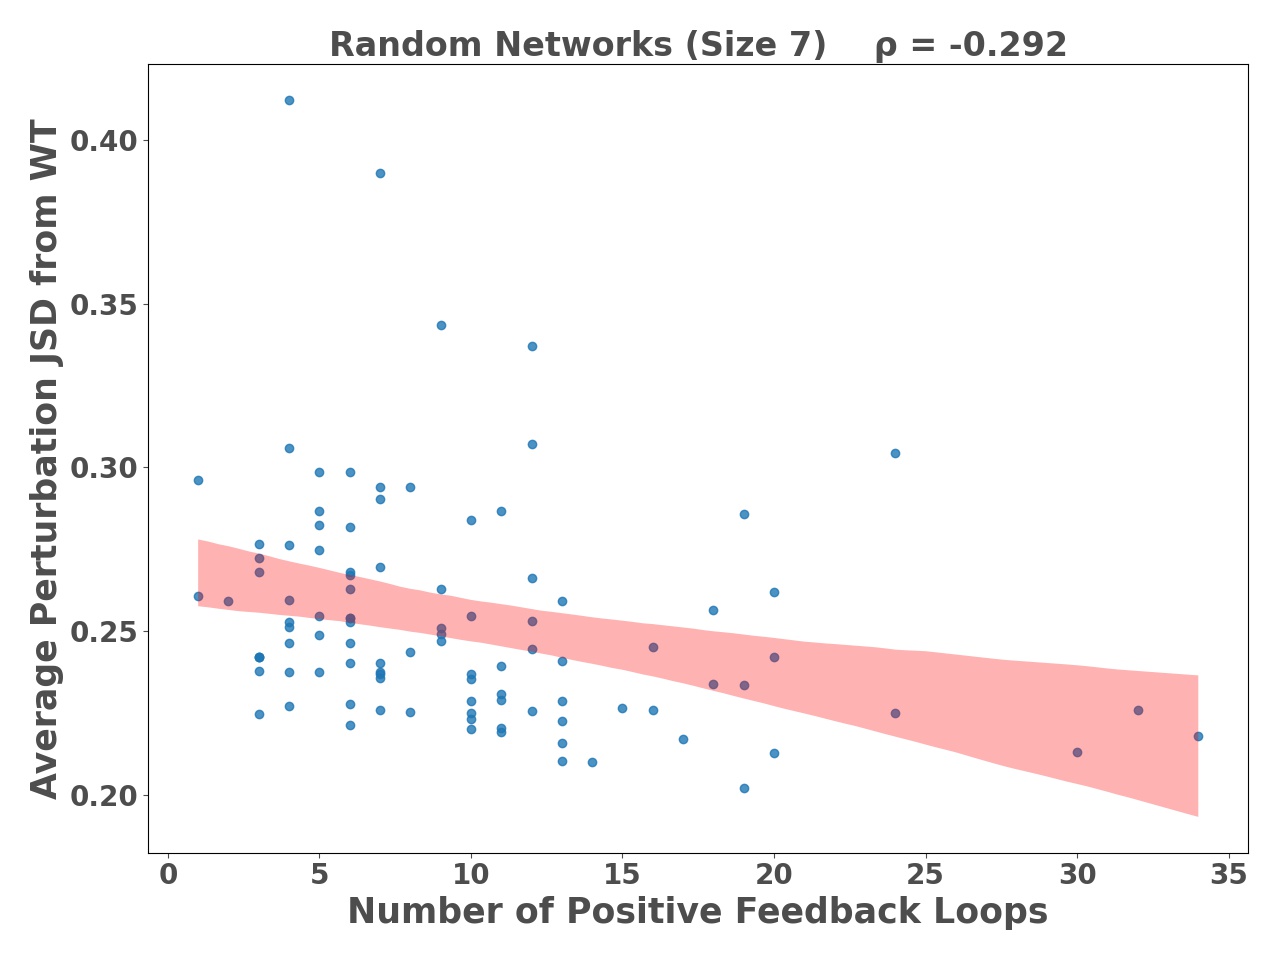 Random Networks (Size 7) ρ = -0.292
Average Perturbation JSD from WT
0.40
0.35
0.30
0.25
0.20
0 5 10 15 20 25 30 35
Number of Positive Feedback Loops